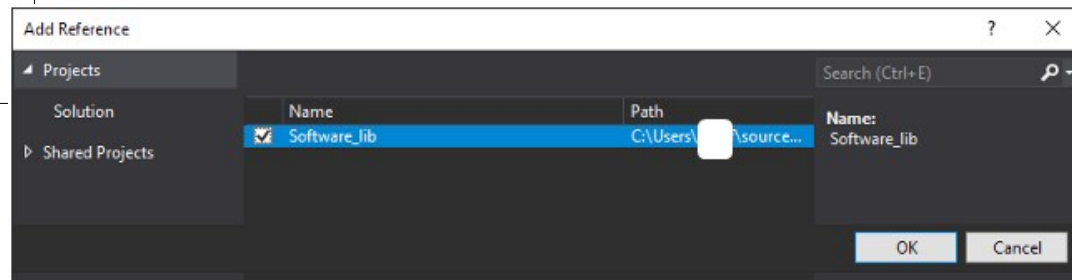 Add Reference ?
Projects
Search (Ctrl+E)
Solution
Name Path
Name:
Software_lib C:\Users\ \source...
Software_lib
Shared Projects
OK Cancel